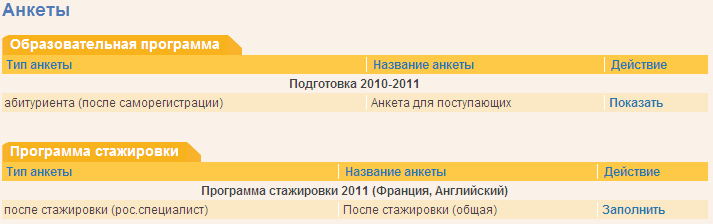 Анкеты
Образовательная программа
Тип анкеты Название анкеты Действие
Подготовка 2010-2011
абитуриента (после саморегистрации) Анкета для поступающих Показать
Программа стажировки
Тип анкеты Название анкеты Действие
Программа стажировки 2011 (Франция, Английский)
после стажировки (рос.специалист) После стажировки (общая) Заполнить